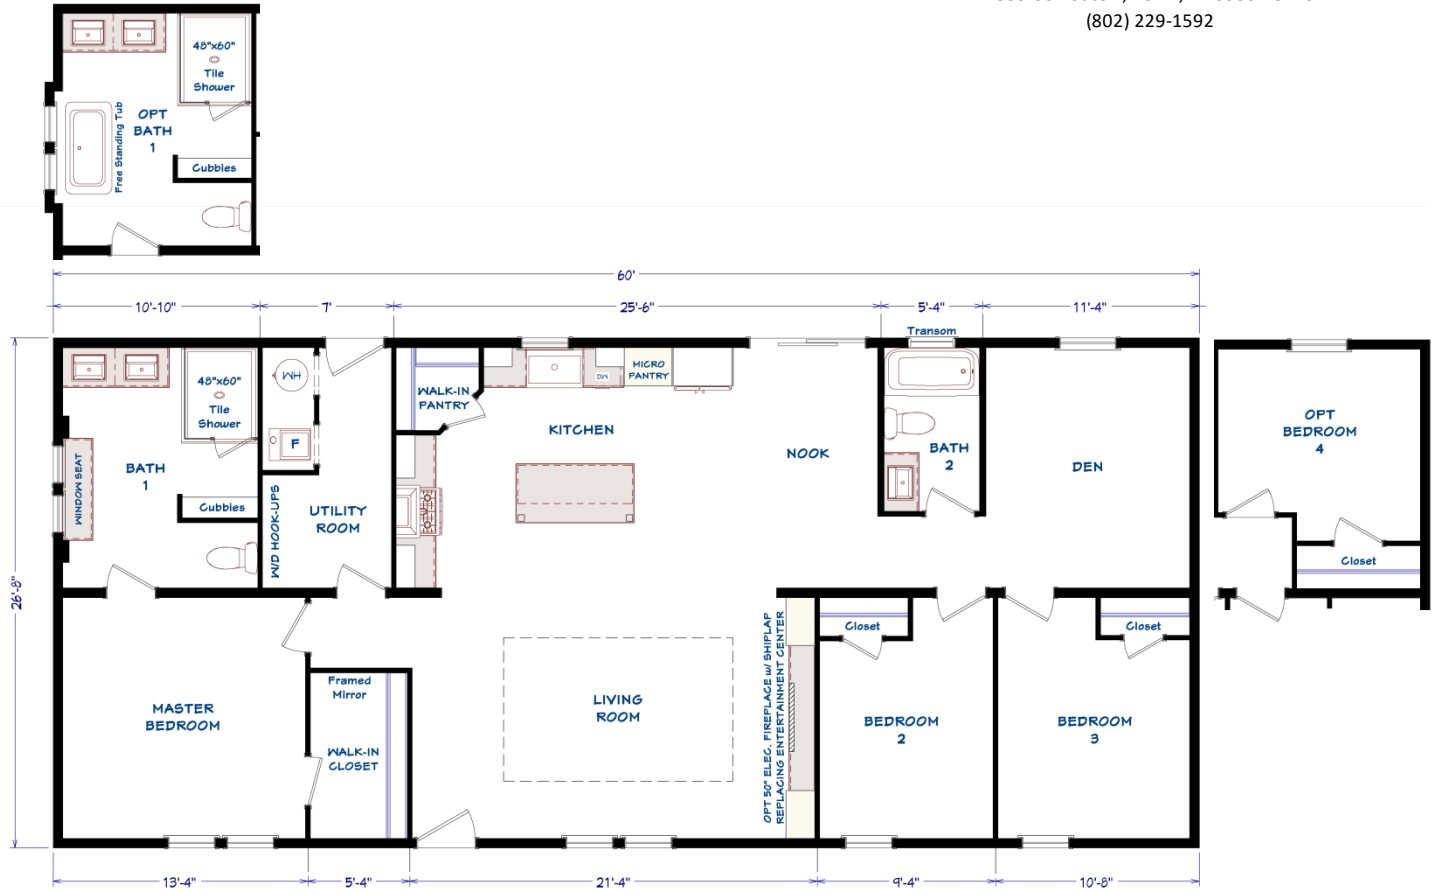 (802) 229-1592
48"x60"
Tile
Shower
OPT
BATH
1
Free Standing Tub
Cubbies
60'
10'-10"
7'
25'-6"
5'-4"
11'-4"
Transom
WH
48"x60"
Tile
Shower
F
WALK-IN
PANTRY
DW
MICRO
PANTRY
KITCHEN
NOOK
BATH
2
DEN
OPT
BEDROOM
4
BATH
1
WINDOW SEAT
Cubbies
W/D HOOK-UPS
UTILITY
ROOM
Closet
26'-8"
Closet
Closet
Framed
Mirror
MASTER
BEDROOM
WALK-IN
CLOSET
LIVING
ROOM
OPT 50" ELEC. FIREPLACE w/ SHIPLAP
REPLACING ENTERTAINMENT CENTER
BEDROOM
2
BEDROOM
3
13'-4"
5'-4"
21'-4"
9'-4"
10'-8"